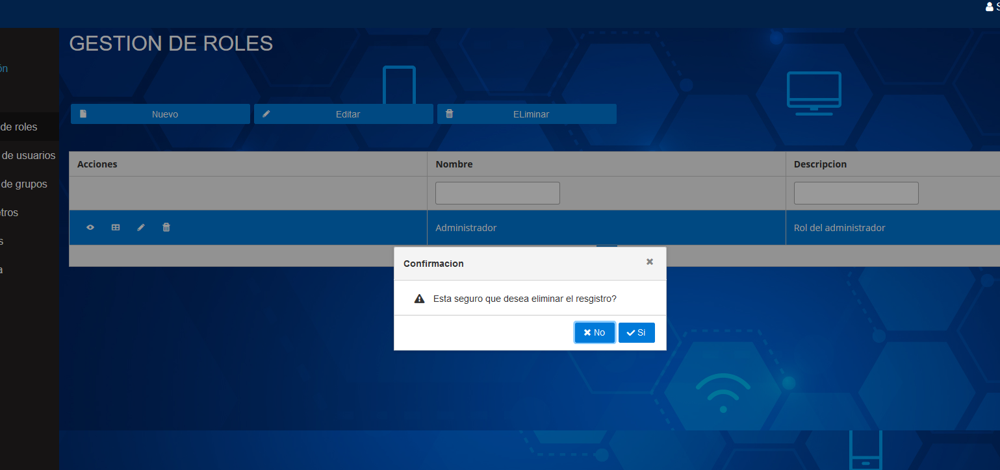 S
GESTION DE ROLES
ón
de roles
de usuarios
de grupos
etros
s
a
Nuevo Editar ELiminar
Acciones Nombre Descripcion
Administrador Rol del administrador
Confirmacion
Esta seguro que desea eliminar el resgistro?
No Si